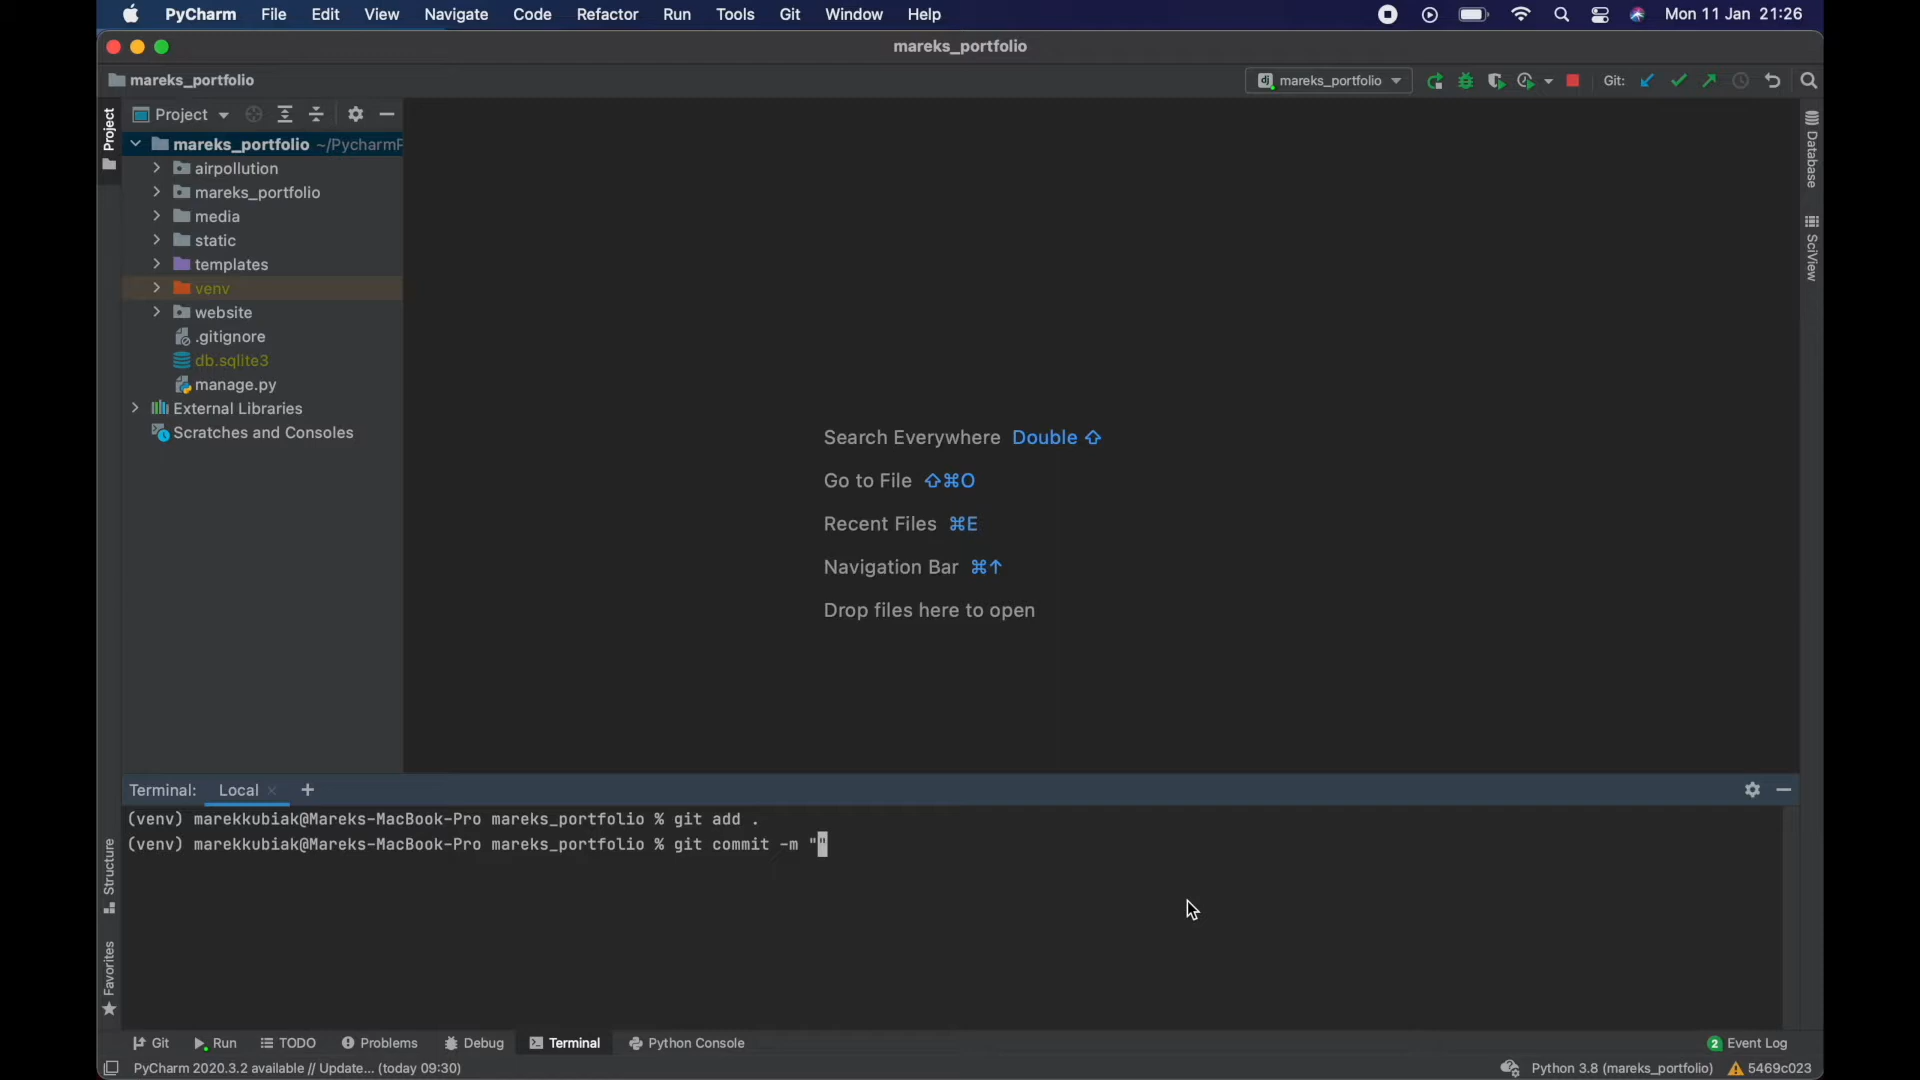 PyCharm File Edit View Navigate Code Refactor Run Tools Git Window Help Mon 11 Jan 21:26
mareks_portfolio
mareks_portfolio
mareks_portfolio Git:
Project
Project
mareks_portfolio ~/PycharmP
airpollution
mareks_portfolio
media
static
templates
venv
website
.gitignore
db.sqlite3
manage.py
External Libraries
Scratches and Consoles
Database
SciView
Search Everywhere Double ⇧
Go to File ⇧⌘O
Recent Files ⌘E
Navigation Bar ⌘↑
Drop files here to open
Terminal: Local × +
(venv) marekkubiak@Mareks-MacBook-Pro mareks_portfolio % git add .
(venv) marekkubiak@Mareks-MacBook-Pro mareks_portfolio % git commit -m ""
Structure
Favorites
Git Run TODO Problems Debug Terminal Python Console 2 Event Log
PyCharm 2020.3.2 available // Update... (today 09:30) Python 3.8 (mareks_portfolio) 5469c023